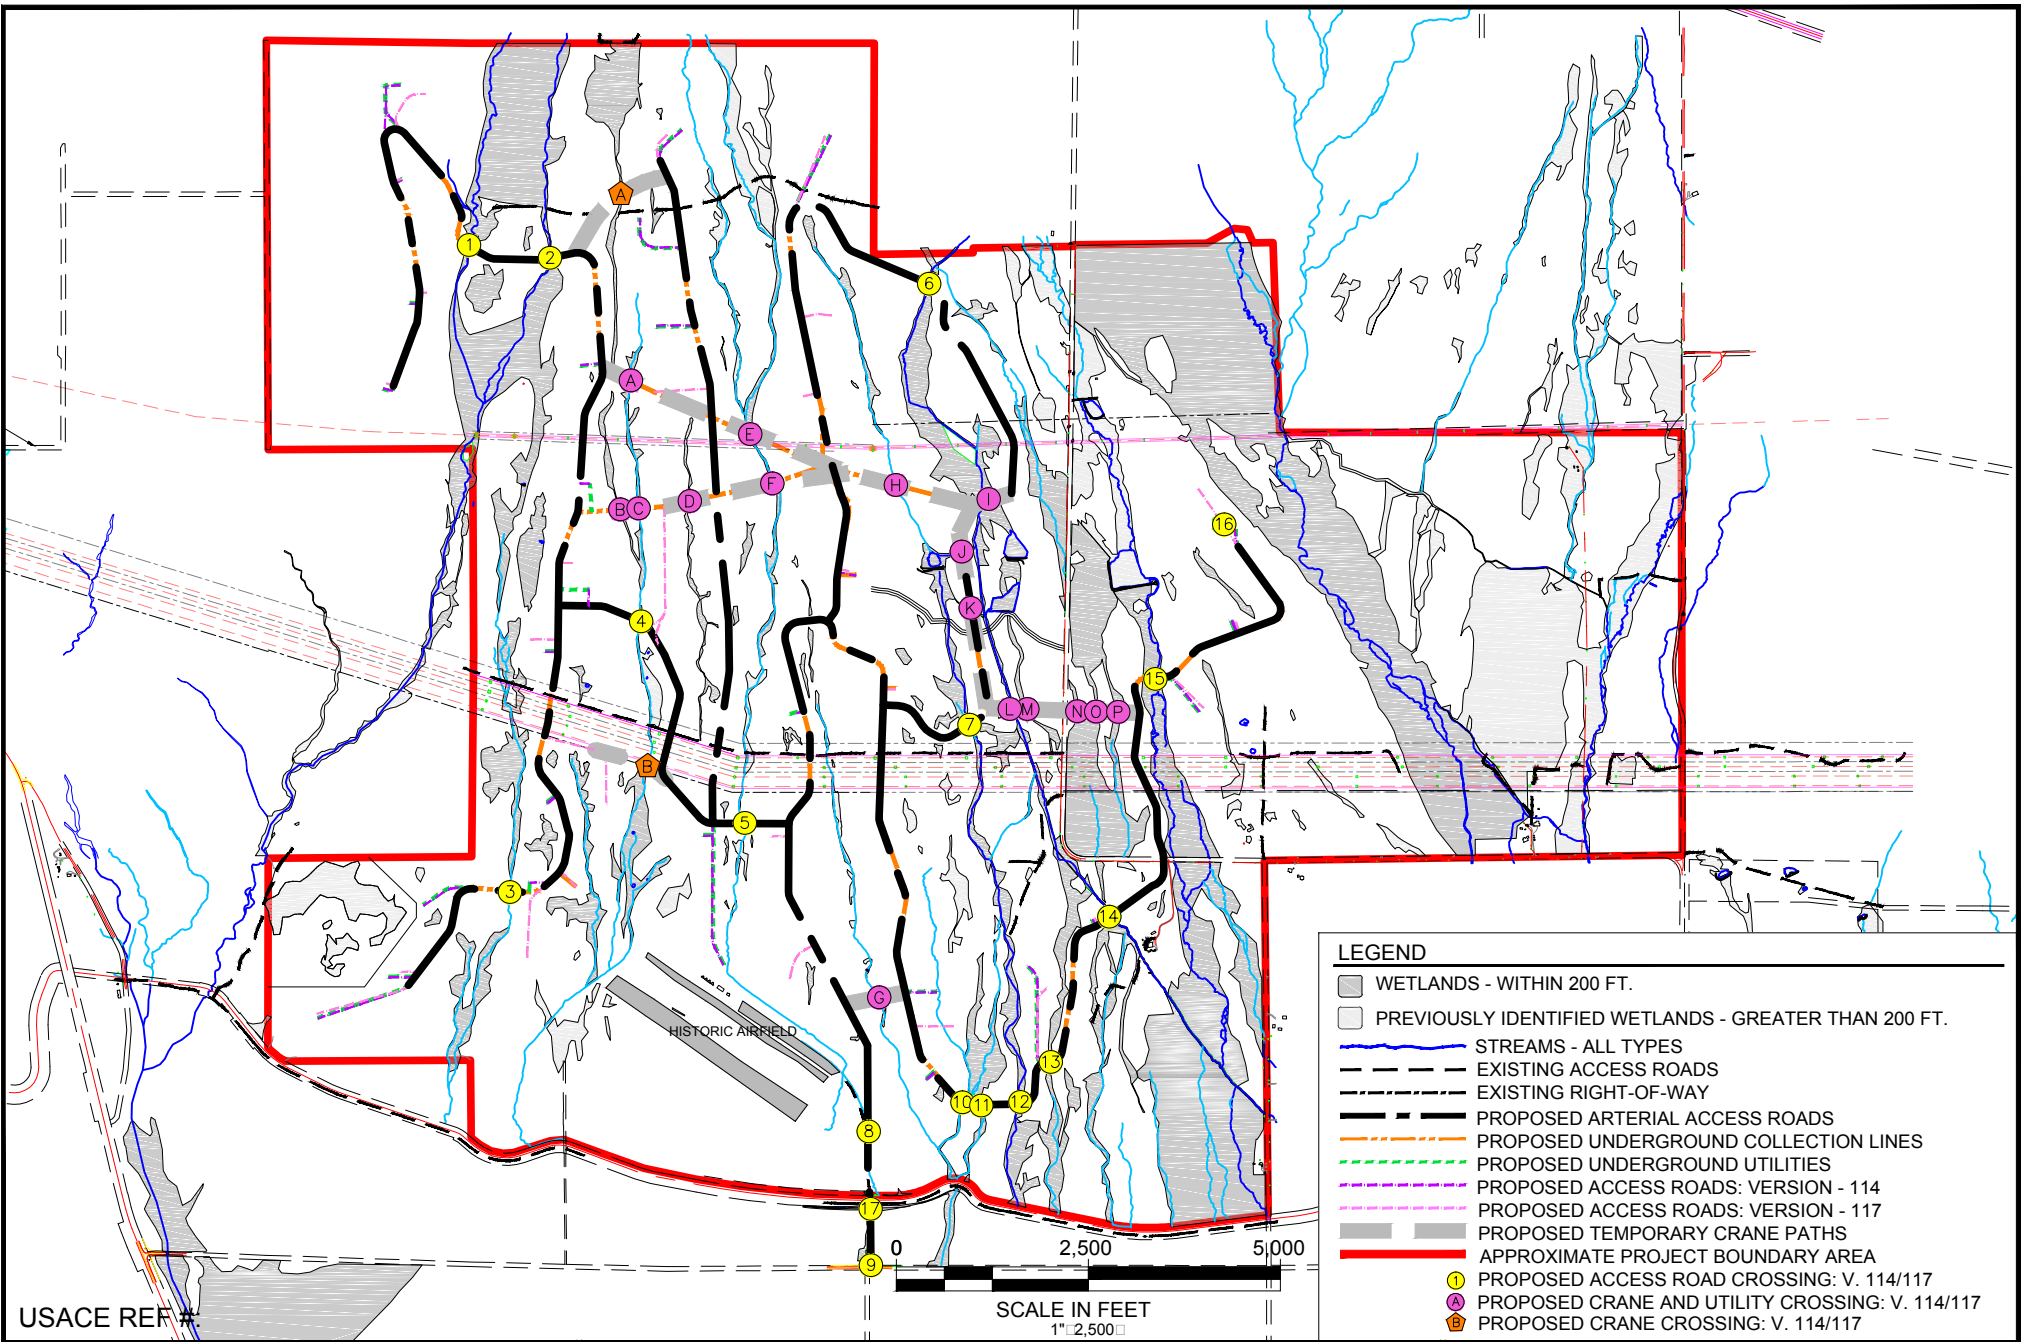 A
1
2
6
A
E
F
H
I
D
B C
16
J
K
4
15
L M
N O P
7
B
5
3
14
G
HISTORIC AIRFIELD
13
10 11
12
8
17
9
0 2,500 5,000
SCALE IN FEET
1"□2,500□
USACE REF #:
LEGEND
WETLANDS - WITHIN 200 FT.
PREVIOUSLY IDENTIFIED WETLANDS - GREATER THAN 200 FT.
STREAMS - ALL TYPES
EXISTING ACCESS ROADS
EXISTING RIGHT-OF-WAY
PROPOSED ARTERIAL ACCESS ROADS
PROPOSED UNDERGROUND COLLECTION LINES
PROPOSED UNDERGROUND UTILITIES
PROPOSED ACCESS ROADS: VERSION - 114
PROPOSED ACCESS ROADS: VERSION - 117
PROPOSED TEMPORARY CRANE PATHS
APPROXIMATE PROJECT BOUNDARY AREA
1 PROPOSED ACCESS ROAD CROSSING: V. 114/117
A PROPOSED CRANE AND UTILITY CROSSING: V. 114/117
B PROPOSED CRANE CROSSING: V. 114/117